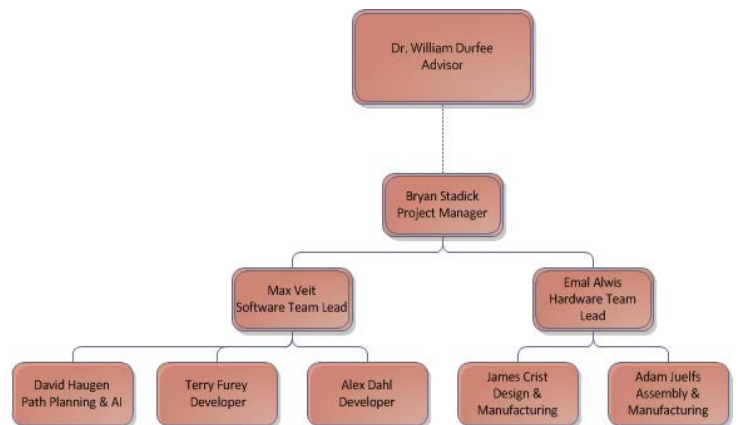 Dr. William Durfee
Advisor
Bryan Stadick
Project Manager
Max Veit
Software Team Lead
Emal Alwis
Hardware Team
Lead
David Haugen
Path Planning & AI
Terry Furey
Developer
Alex Dahl
Developer
James Crist
Design &
Manufacturing
Adam Juelfs
Assembly &
Manufacturing